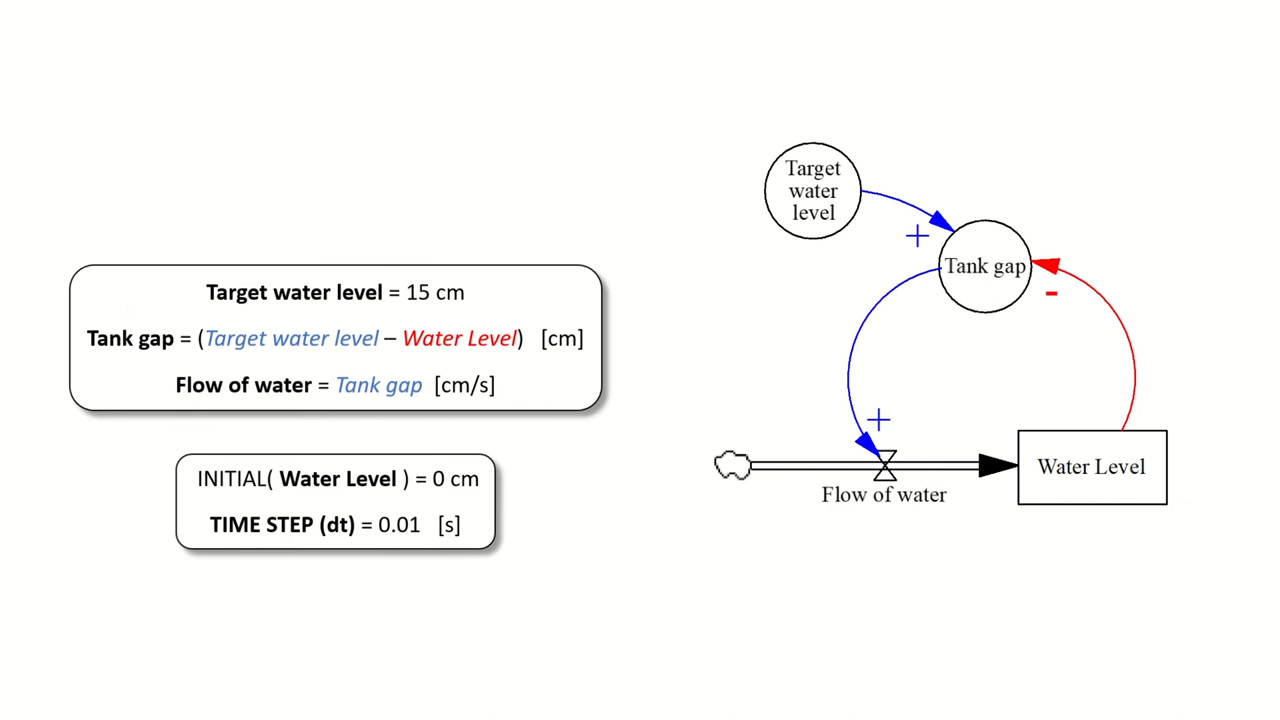 Target water level = 15 cm
Tank gap = (Target water level – Water Level) [cm]
Flow of water = Tank gap [cm/s]
INITIAL( Water Level ) = 0 cm
TIME STEP (dt) = 0.01 [s]
Target
water
level
+
Tank gap
-
+
Water Level
Flow of water